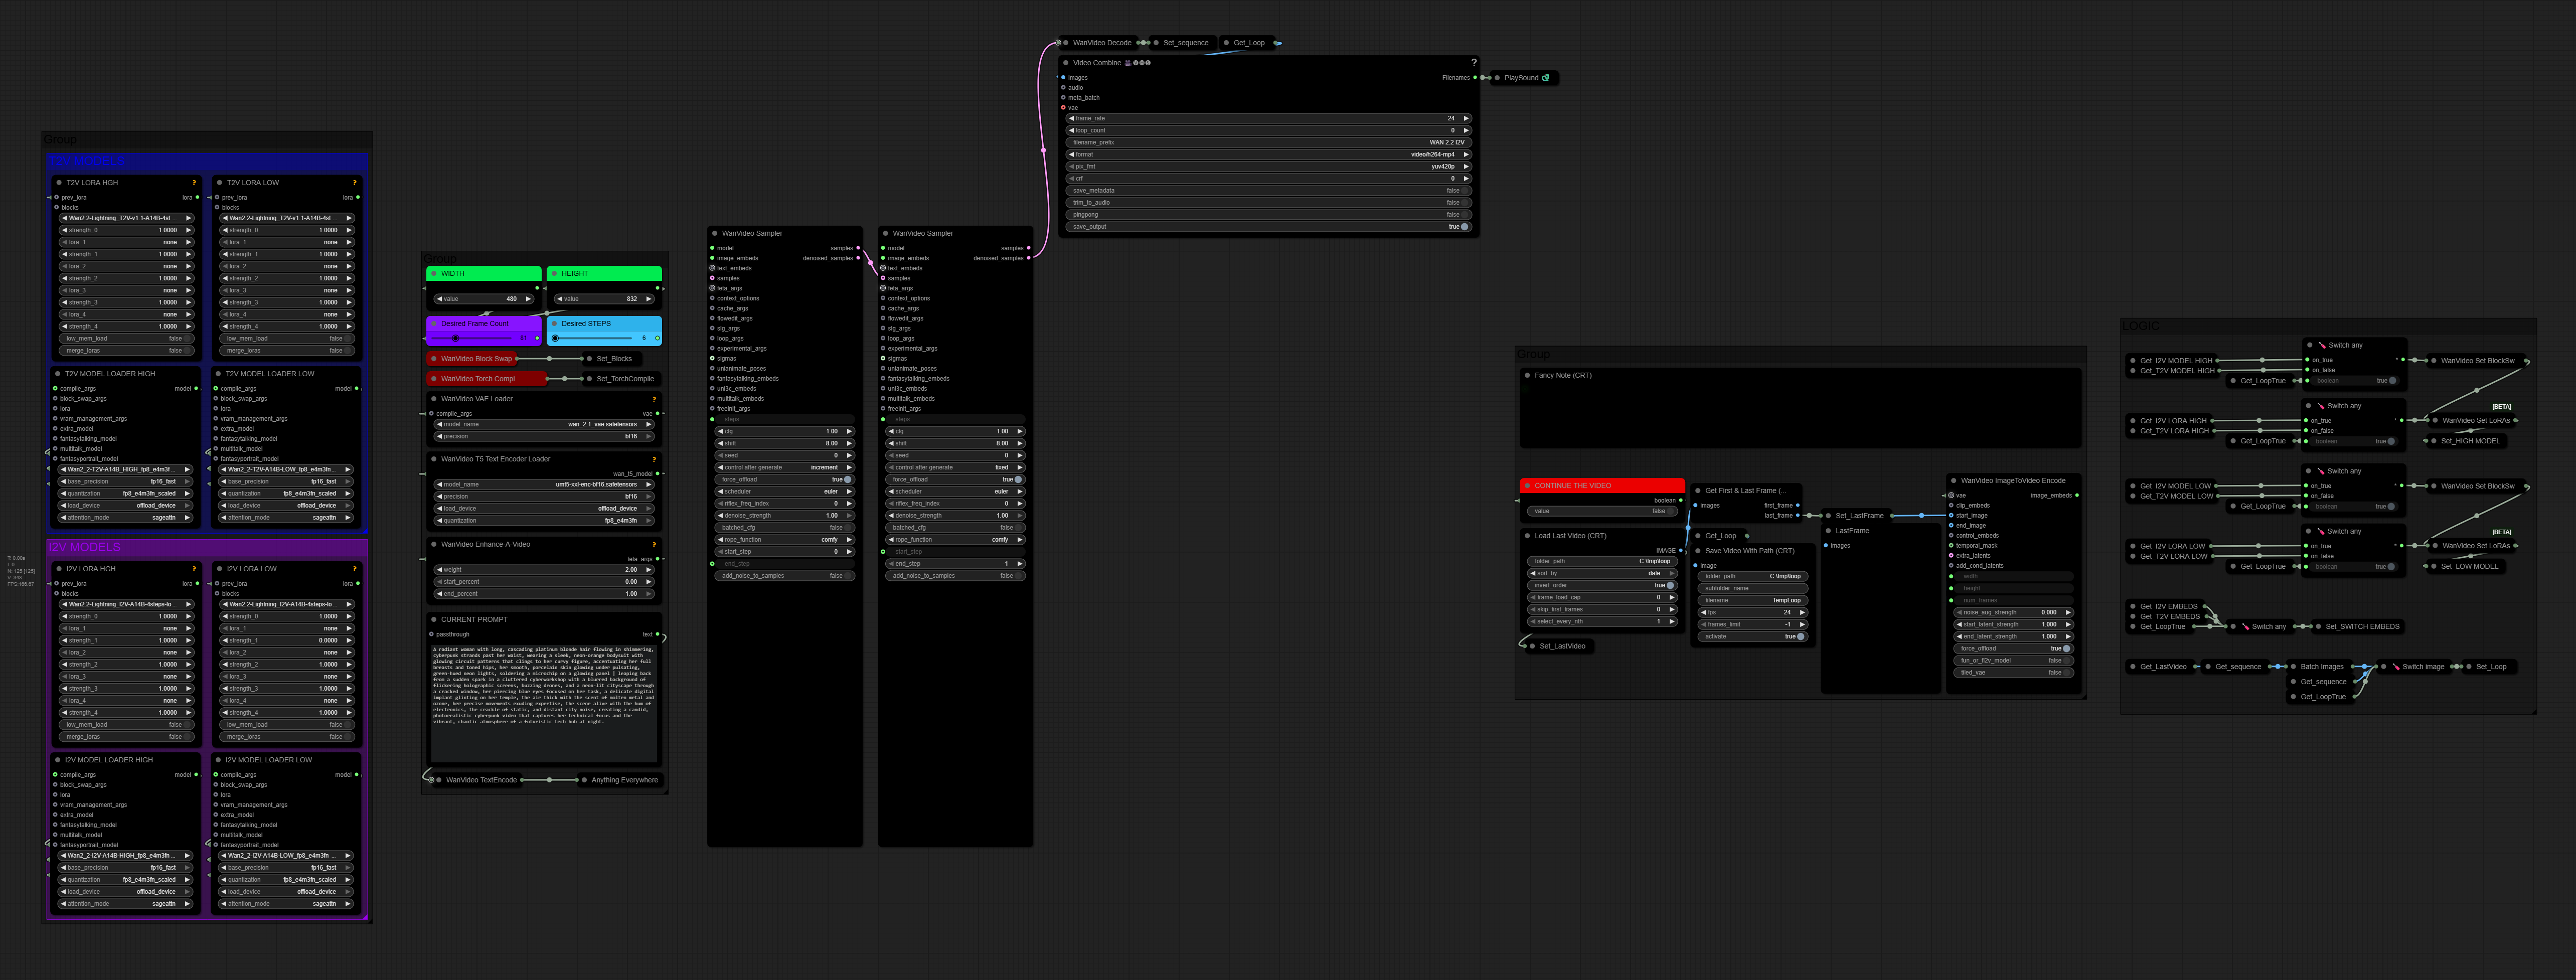 Group
T2V MODELS
T2V LORA HGH ?
prev_lora lora
blocks
Wan2.2-Lightning_T2V-v1.1-A14B-4st ...
strength_0 1.0000
lora_1 none
strength_1 1.0000
lora_2 none
strength_2 1.0000
lora_3 none
strength_3 1.0000
lora_4 none
strength_4 1.0000
low_mem_load false
merge_loras false
T2V LORA LOW ?
prev_lora lora
blocks
Wan2.2-Lightning_T2V-v1.1-A14B-4st ...
strength_0 1.0000
lora_1 none
strength_1 1.0000
lora_2 none
strength_2 1.0000
lora_3 none
strength_3 1.0000
lora_4 none
strength_4 1.0000
low_mem_load false
merge_loras false
T2V MODEL LOADER HIGH
compile_args model
block_swap_args
lora
vram_management_args
extra_model
fantasytalking_model
multitalk_model
fantasyportrait_model
Wan2_2-T2V-A14B_HIGH_fp8_e4m3f ...
base_precision fp16_fast
quantization fp8_e4m3fn_scaled
load_device offload_device
attention_mode sageattn
T2V MODEL LOADER LOW
compile_args model
block_swap_args
lora
vram_management_args
extra_model
fantasytalking_model
multitalk_model
fantasyportrait_model
Wan2_2-T2V-A14B-LOW_fp8_e4m3fn ...
base_precision fp16_fast
quantization fp8_e4m3fn_scaled
load_device offload_device
attention_mode sageattn
I2V MODELS
I2V LORA HGH ?
prev_lora lora
blocks
Wan2.2-Lightning_I2V-A14B-4steps-lo ...
strength_0 1.0000
lora_1 none
strength_1 1.0000
lora_2 none
strength_2 1.0000
lora_3 none
strength_3 1.0000
lora_4 none
strength_4 1.0000
low_mem_load false
merge_loras false
I2V LORA LOW ?
prev_lora lora
blocks
Wan2.2-Lightning_I2V-A14B-4steps-lo ...
strength_0 1.0000
lora_1 none
strength_1 0.0000
lora_2 none
strength_2 1.0000
lora_3 none
strength_3 1.0000
lora_4 none
strength_4 1.0000
low_mem_load false
merge_loras false
I2V MODEL LOADER HIGH
compile_args model
block_swap_args
lora
vram_management_args
extra_model
fantasytalking_model
multitalk_model
fantasyportrait_model
Wan2_2-I2V-A14B-HIGH_fp8_e4m3fn ...
base_precision fp16_fast
quantization fp8_e4m3fn_scaled
load_device offload_device
attention_mode sageattn
I2V MODEL LOADER LOW
compile_args model
block_swap_args
lora
vram_management_args
extra_model
fantasytalking_model
multitalk_model
fantasyportrait_model
Wan2_2-I2V-A14B-LOW_fp8_e4m3fn ...
base_precision fp16_fast
quantization fp8_e4m3fn_scaled
load_device offload_device
attention_mode sageattn
T: 0.00s
I: 0
Group
WIDTH
value 480
HEIGHT
value 832
Desired Frame Count
81
Desired STEPS
6
WanVideo Block Swap
Set_Blocks
WanVideo Torch Compi
Set_TorchCompile
WanVideo VAE Loader ?
compile_args vae
model_name wan_2.1_vae.safetensors
precision bf16
WanVideo T5 Text Encoder Loader ?
wan_t5_model
model_name umt5-xxl-enc-bf16.safetensors
precision bf16
load_device offload_device
quantization fp8_e4m3fn
WanVideo Enhance-A-Video ?
feta_args
weight 2.00
start_percent 0.00
end_percent 1.00
CURRENT PROMPT
passthrough text
A radiant woman with long, cascading platinum blonde hair flowing in shimmering,
cyberpunk strands past her waist, wearing a sleek, neon-orange bodysuit with
glowing circuit patterns that clings to her curvy figure, accentuating her full
breasts and toned hips, her smooth, porcelain skin glowing under pulsating,
green-hued neon lights, soldering a microchip on a glowing panel | leaping back
from a sudden spark in a cluttered cyberworkshop with a blurred background of
flickering holographic screens, buzzing drones, and a neon-lit cityscape through
a cracked window, her piercing blue eyes focused on her task, a delicate digital
implant glinting on her temple, the air thick with the scent of molten metal and
ozone, her precise movements exuding expertise, the scene alive with the hum of
electronics, the crackle of static, and distant city noise, creating a candid,
photorealistic cyberpunk video that captures her technical focus and the
vibrant, chaotic atmosphere of a futuristic tech hub at night.
WanVideo TextEncode
Anything Everywhere
WanVideo Sampler
model samples
image_embeds denoised_samples
text_embeds
samples
feta_args
context_options
cache_args
flowedit_args
slg_args
loop_args
experimental_args
sigmas
unianimate_poses
fantasytalking_embeds
uni3c_embeds
multitalk_embeds
freeinit_args
steps
cfg 1.00
shift 8.00
seed 0
control after generate increment
force_offload true
scheduler euler
riflex_freq_index 0
denoise_strength 1.00
batched_cfg false
rope_function comfy
start_step 0
end_step
add_noise_to_samples false
WanVideo Sampler
model samples
image_embeds denoised_samples
text_embeds
samples
feta_args
context_options
cache_args
flowedit_args
slg_args
loop_args
experimental_args
sigmas
unianimate_poses
fantasytalking_embeds
uni3c_embeds
multitalk_embeds
freeinit_args
steps
cfg 1.00
shift 8.00
seed 0
control after generate fixed
force_offload true
scheduler euler
riflex_freq_index 0
denoise_strength 1.00
batched_cfg false
rope_function comfy
start_step
end_step -1
add_noise_to_samples false
WanVideo Decode
Set_sequence
Get_Loop
Video Combine ?
images Filenames
audio
meta_batch
vae
frame_rate 24
loop_count 0
filename_prefix WAN 2.2 I2V
format video/h264-mp4
pix_fmt yuv420p
crf 0
save_metadata false
trim_to_audio false
pingpong false
save_output true
PlaySound
Group
Fancy Note (CRT)
CONTINUE THE VIDEO
boolean
value false
Load Last Video (CRT)
IMAGE
folder_path C:\tmp\loop
sort_by date
invert_order true
frame_load_cap 0
skip_first_frames 0
select_every_nth 1
Set_LastVideo
Get First & Last Frame (...
images first_frame
last_frame
Get_Loop
Save Video With Path (CRT)
image
folder_path C:\tmp\loop
subfolder_name
filename TempLoop
fps 24
frames_limit -1
activate true
Set_LastFrame
LastFrame
images
WanVideo ImageToVideo Encode
vae image_embeds
clip_embeds
start_image
end_image
control_embeds
temporal_mask
extra_latents
add_cond_latents
width
height
num_frames
noise_aug_strength 0.000
start_latent_strength 1.000
end_latent_strength 1.000
force_offload true
fun_or_fl2v_model false
tiled_vae false
LOGIC
Get_I2V MODEL HIGH
Get_T2V MODEL HIGH
Get_LoopTrue
Switch any
on_true
on_false
boolean true
WanVideo Set BlockSw
Get_I2V LORA HIGH
Get_T2V LORA HIGH
Get_LoopTrue
Switch any
on_true
on_false
boolean true
[BETA]
WanVideo Set LoRAs
Set_HIGH MODEL
Get_I2V MODEL LOW
Get_T2V MODEL LOW
Get_LoopTrue
Switch any
on_true
on_false
boolean true
WanVideo Set BlockSw
Get_I2V LORA LOW
Get_T2V LORA LOW
Get_LoopTrue
Switch any
on_true
on_false
boolean true
[BETA]
WanVideo Set LoRAs
Set_LOW MODEL
Get_I2V EMBEDS
Get_T2V EMBEDS
Get_LoopTrue
Switch any
Set_SWITCH EMBEDS
Get_LastVideo
Get_sequence
Batch Images
Switch image
Set_Loop
Get_sequence
Get_LoopTrue